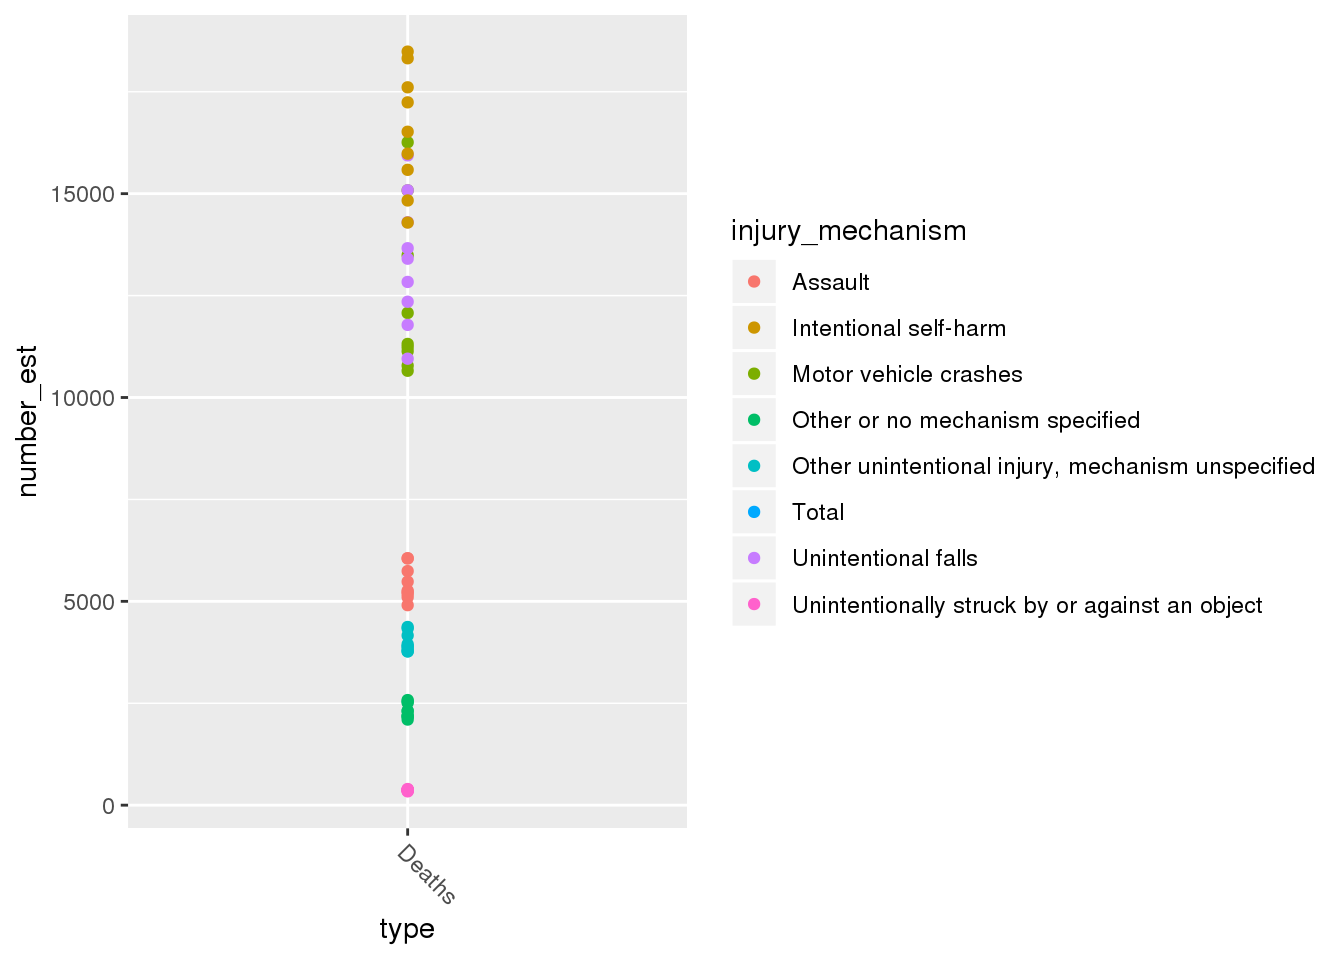 number_est
15000
10000
5000
0
Deaths
type
injury_mechanism
Assault
Intentional self-harm
Motor vehicle crashes
Other or no mechanism specified
Other unintentional injury, mechanism unspecified
Total
Unintentional falls
Unintentionally struck by or against an object